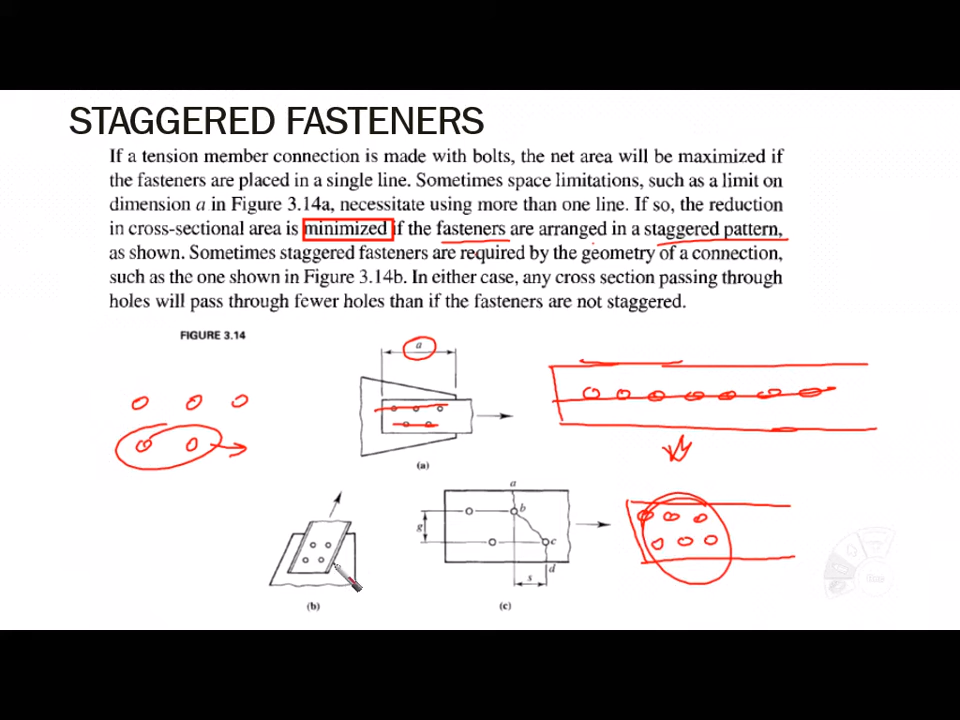 STAGGERED FASTENERS
If a tension member connection is made with bolts, the net area will be maximized if
the fasteners are placed in a single line. Sometimes space limitations, such as a limit on
dimension a in Figure 3.14a, necessitate using more than one line. If so, the reduction
in cross-sectional area is minimized if the fasteners are arranged in a staggered pattern,
as shown. Sometimes staggered fasteners are required by the geometry of a connection,
such as the one shown in Figure 3.14b. In either case, any cross section passing through
holes will pass through fewer holes than if the fasteners are not staggered.
FIGURE 3.14
a
(a)
a
b
g
c
d
s
(b)
(c)